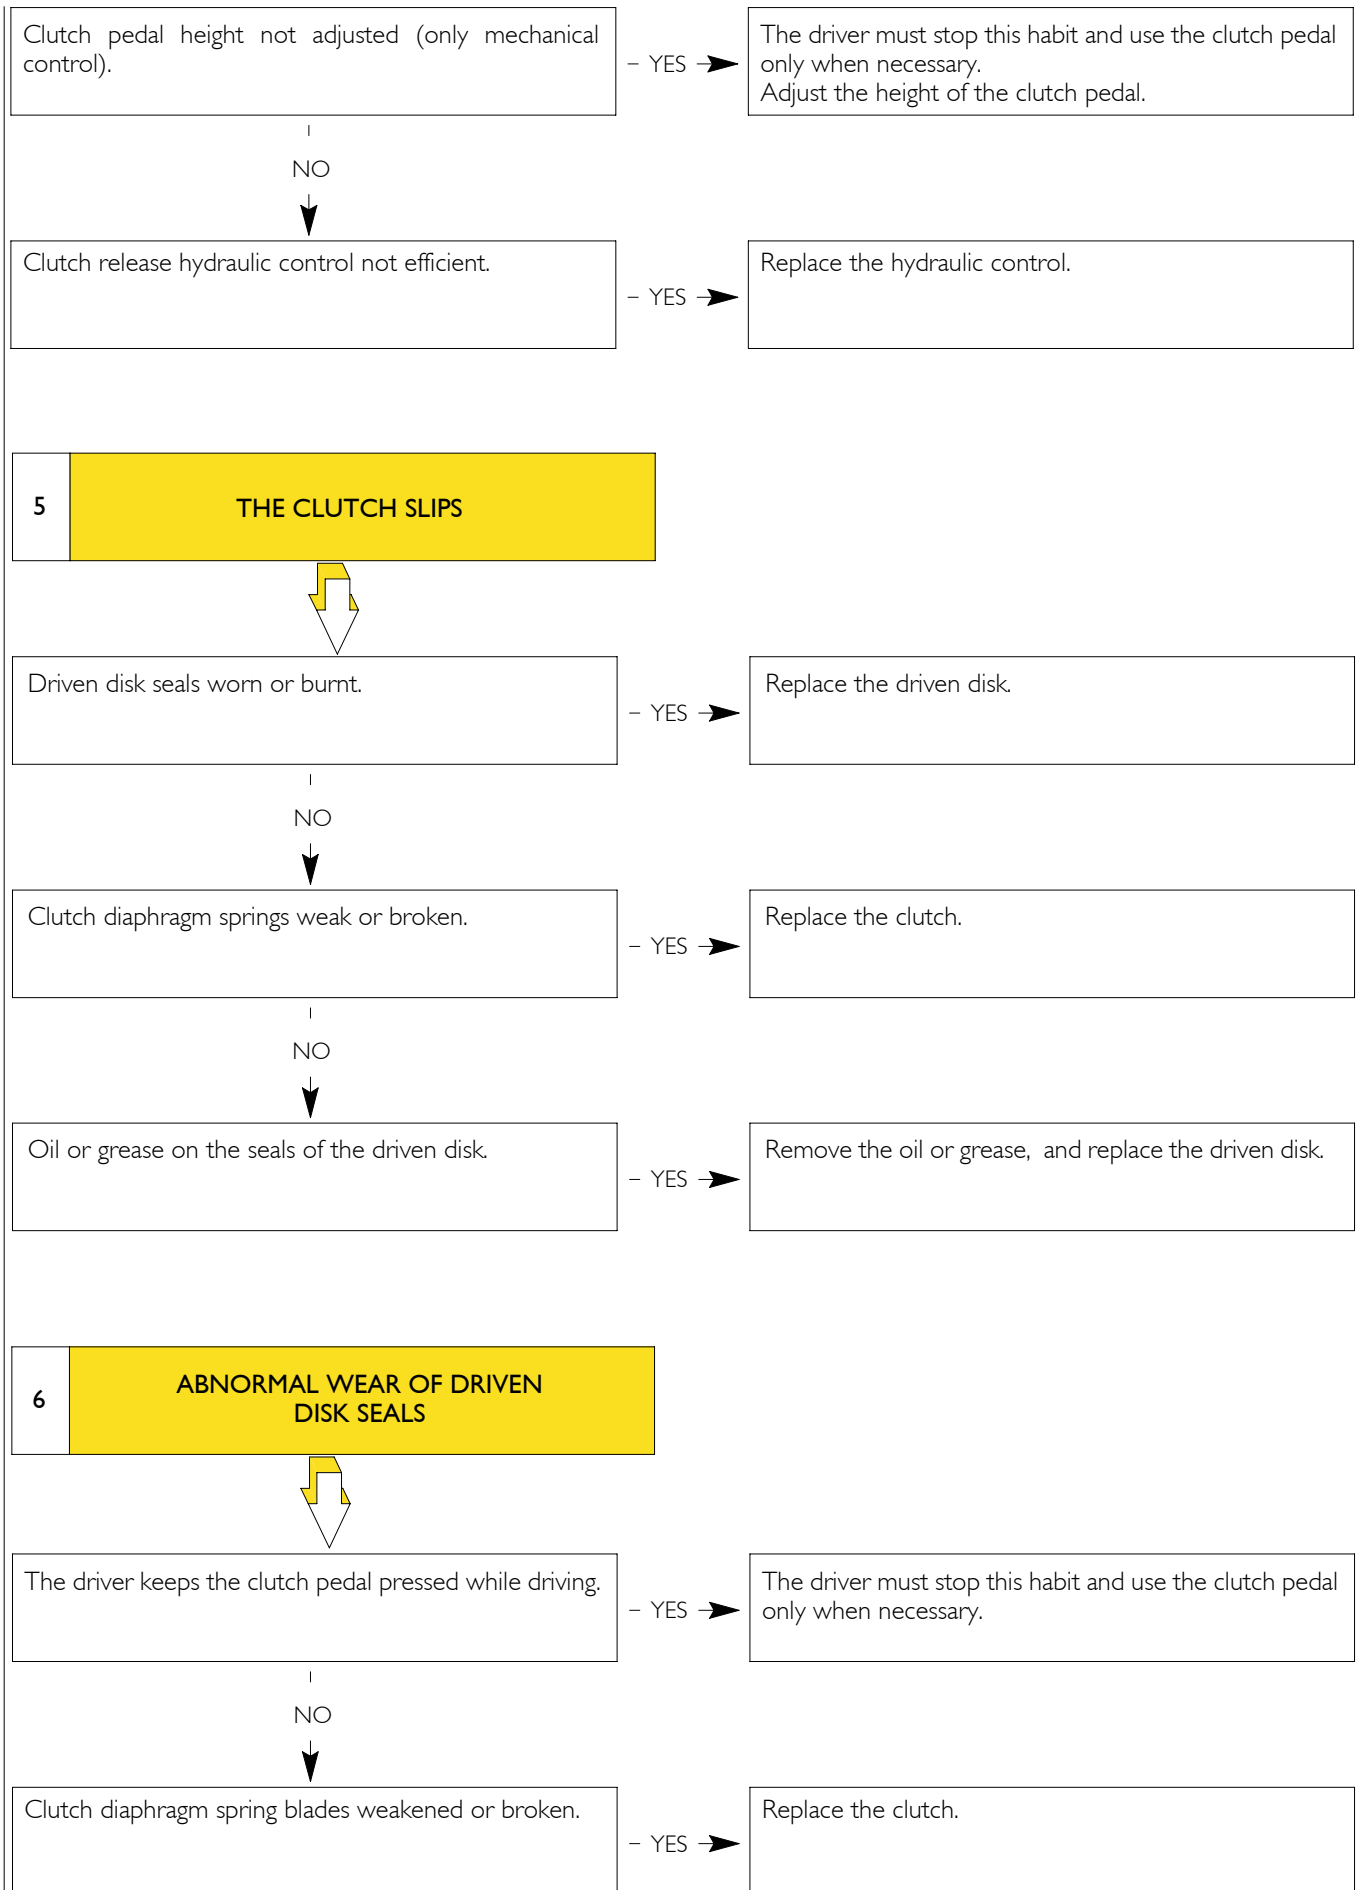 Clutch pedal height not adjusted (only mechanical
control).
- YES
The driver must stop this habit and use the clutch pedal
only when necessary.
Adjust the height of the clutch pedal.
NO
Clutch release hydraulic control not efficient.
- YES
Replace the hydraulic control.
5
THE CLUTCH SLIPS
Driven disk seals worn or burnt.
- YES
Replace the driven disk.
NO
Clutch diaphragm springs weak or broken.
- YES
Replace the clutch.
NO
Oil or grease on the seals of the driven disk.
- YES
Remove the oil or grease, and replace the driven disk.
6
ABNORMAL WEAR OF DRIVEN
DISK SEALS
The driver keeps the clutch pedal pressed while driving.
- YES
The driver must stop this habit and use the clutch pedal
only when necessary.
NO
Clutch diaphragm spring blades weakened or broken.
- YES
Replace the clutch.